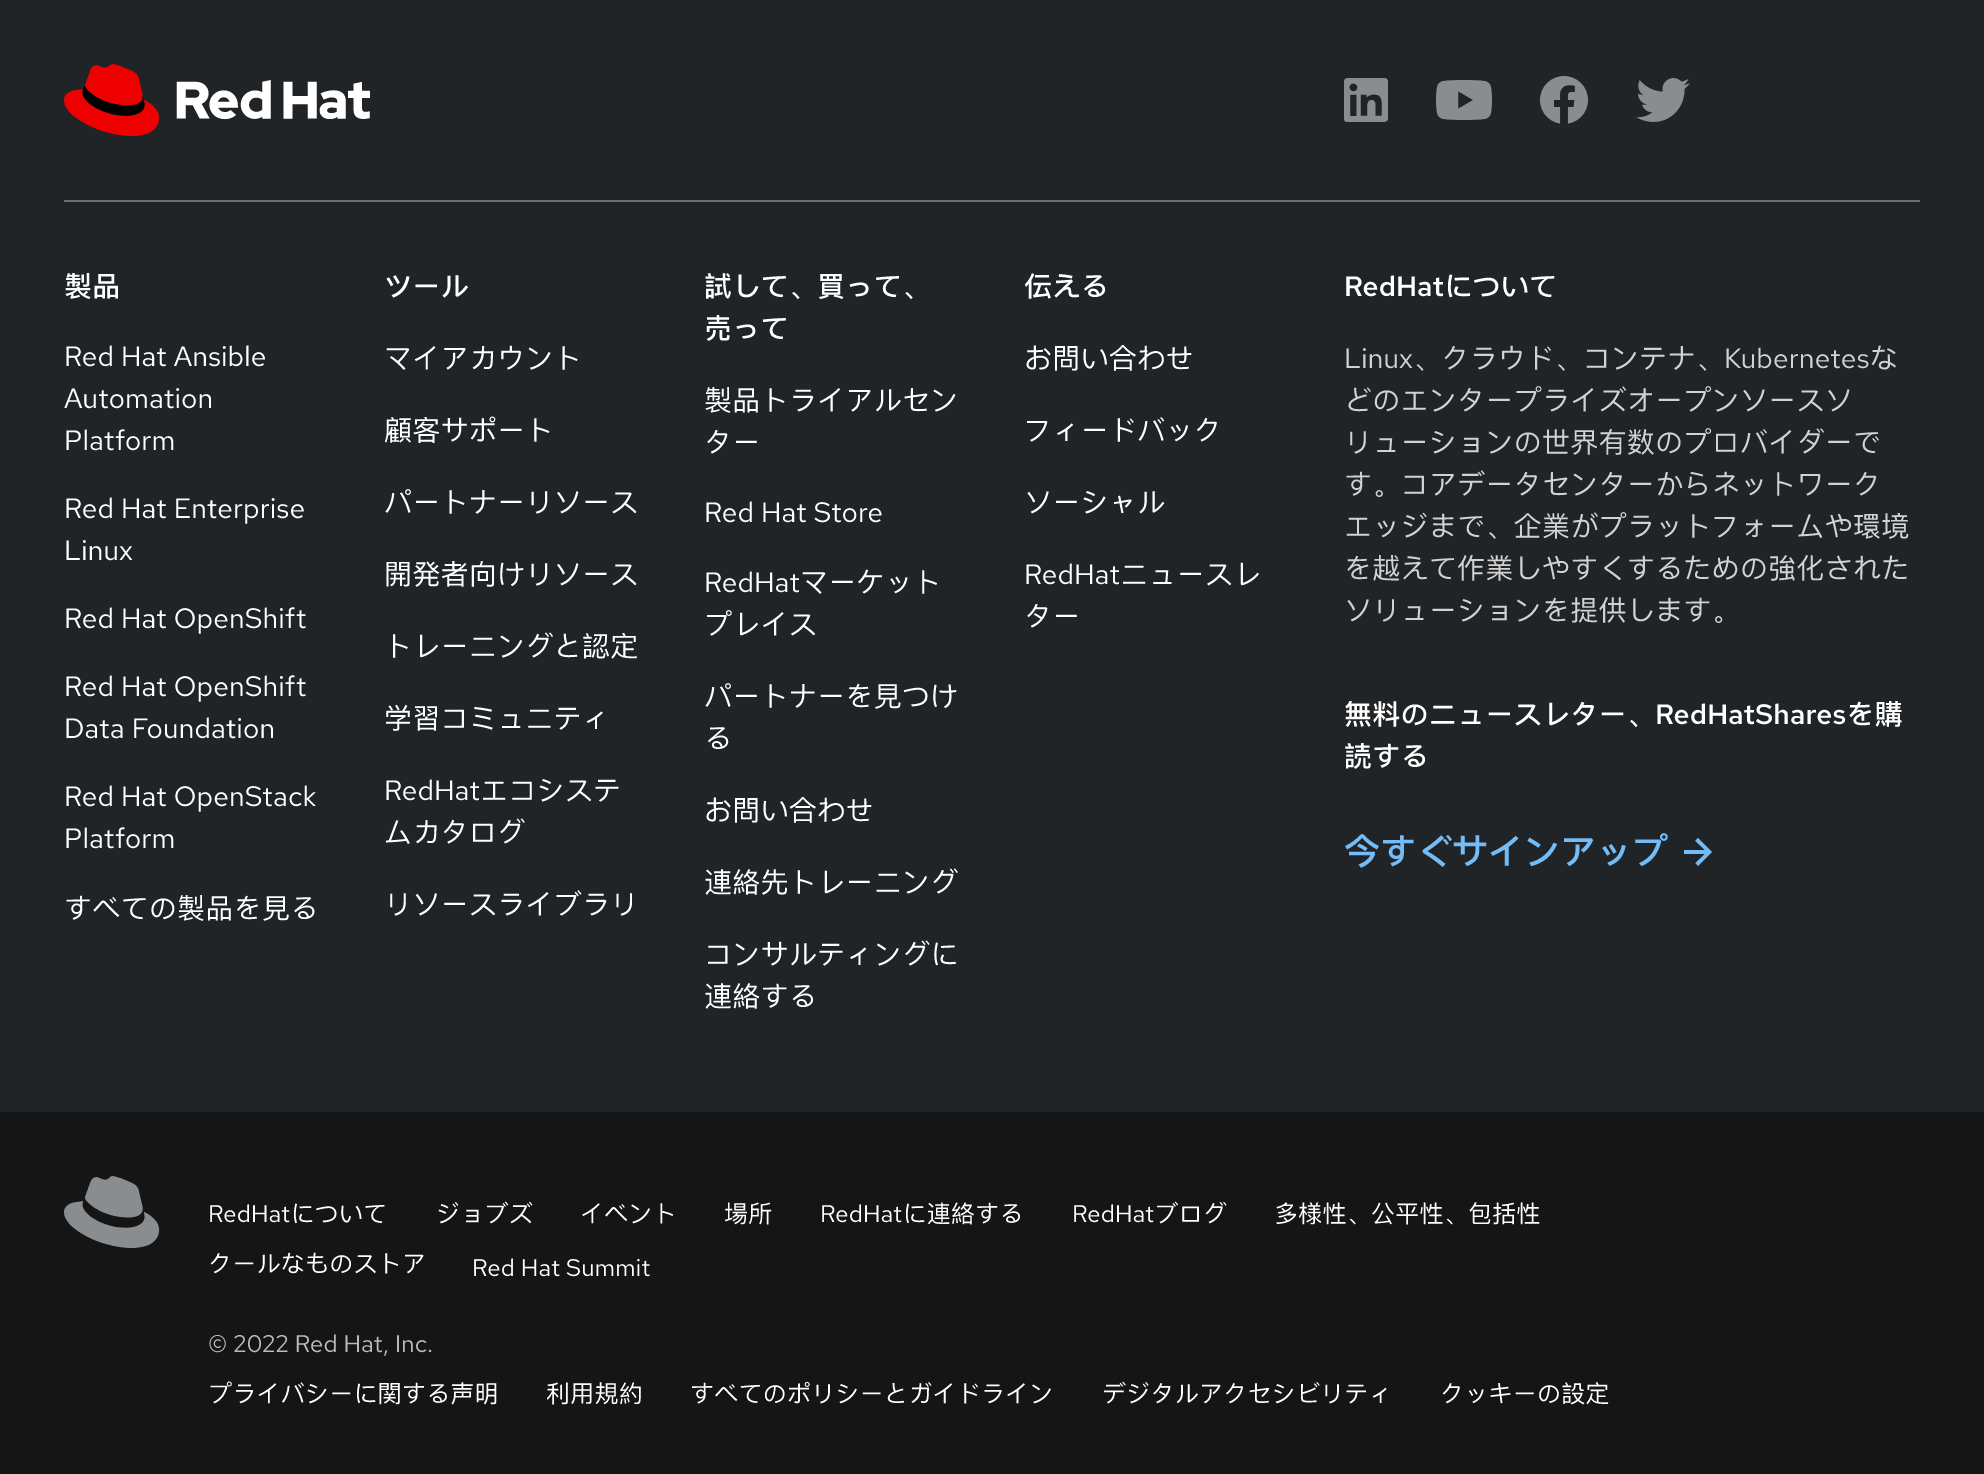 Red Hat
製品
Red Hat Ansible
Automation
Platform
Red Hat Enterprise
Linux
Red Hat OpenShift
Red Hat OpenShift
Data Foundation
Red Hat OpenStack
Platform
すべての製品を見る
ツール
マイアカウント
顧客サポート
パートナーリソース
開発者向けリソース
トレーニングと認定
学習コミュニティ
RedHatエコシステ
ムカタログ
リソースライブラリ
試して、買って、
売って
製品トライアルセン
ター
Red Hat Store
RedHatマーケット
プレイス
パートナーを見つけ
る
お問い合わせ
連絡先トレーニング
コンサルティングに
連絡する
伝える
お問い合わせ
フィードバック
ソーシャル
RedHatニュースレ
ター
RedHatについて
Linux、クラウド、コンテナ、Kubernetesな
どのエンタープライズオープンソースソ
リューションの世界有数のプロバイダーで
す。コアデータセンターからネットワーク
エッジまで、企業がプラットフォームや環境
を越えて作業しやすくするための強化された
ソリューションを提供します。
無料のニュースレター、RedHatSharesを購
読する
今すぐサインアップ →
RedHatについて ジョブズ イベント 場所 RedHatに連絡する RedHatブログ 多様性、公平性、包括性
クールなものストア Red Hat Summit
© 2022 Red Hat, Inc.
プライバシーに関する声明 利用規約 すべてのポリシーとガイドライン デジタルアクセシビリティ クッキーの設定